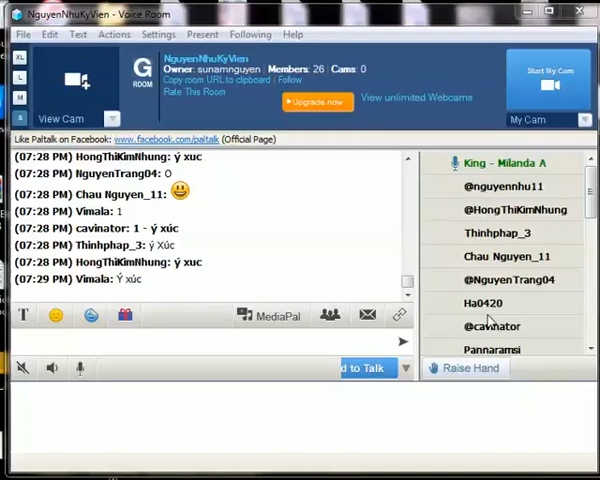 NguyenNhuKyVien - Voice Room
File Edit Text Actions Settings Present Following Help
XL
L
M
S
View Cam
G
ROOM
NguyenNhuKyVien
Owner: sunamnguyen | Members: 26 | Cams: 0
Copy room URL to clipboard | Follow
Rate This Room
Upgrade now
View unlimited Webcams
Start My Cam
My Cam
Like Paltalk on Facebook: www.facebook.com/paltalk (Official Page)
(07:28 PM) HongThiKimNhung: ý xuc
(07:28 PM) NguyenTrang04: O
(07:28 PM) Chau Nguyen_11:
(07:28 PM) Vimala: 1
(07:28 PM) cavinator: 1 - ý xúc
(07:28 PM) Thinhphap_3: ý Xúc
(07:28 PM) HongThiKimNhung: ý xuc
(07:29 PM) Vimala: Ý xúc
King - Milanda A
@nguyennhu11
@HongThiKimNhung
Thinhphap_3
Chau Nguyen_11
@NguyenTrang04
Ha0420
@cavinator
Pannaramsi
T
MediaPal
d to Talk
Raise Hand